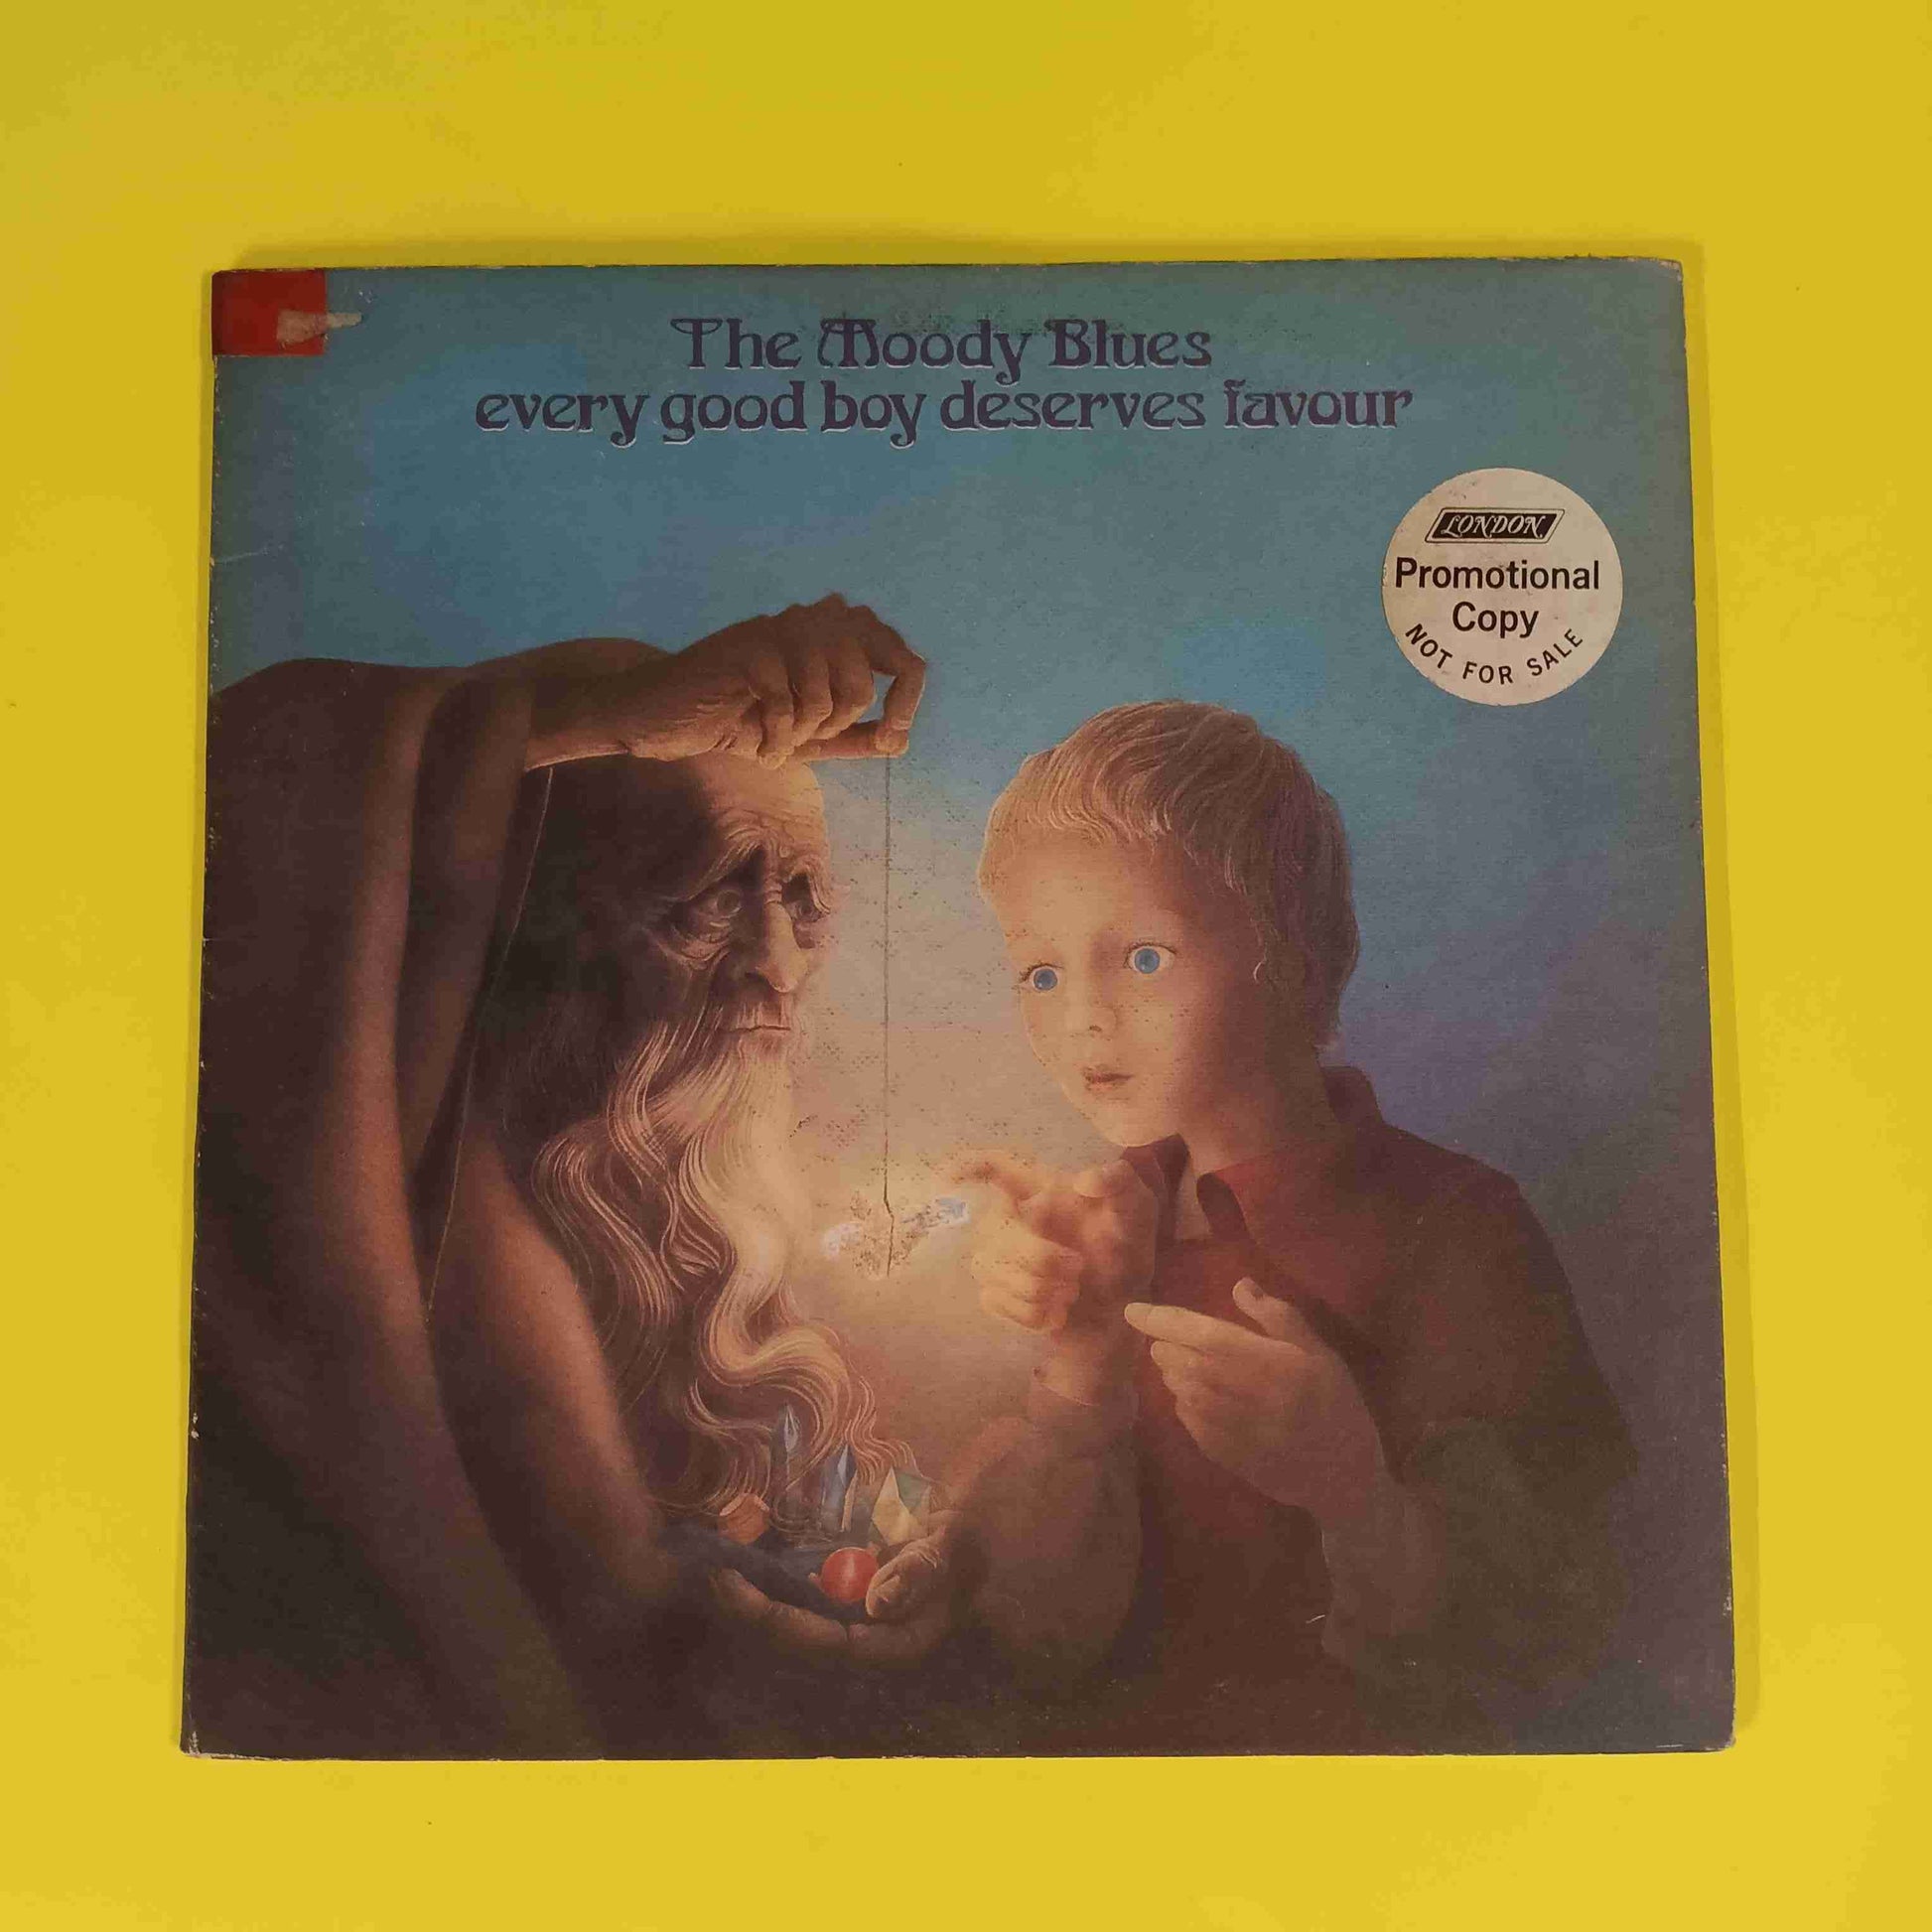 The Moody Blues
every good boy deserves favour
LONDON
Promotional
Copy
NOT FOR SALE